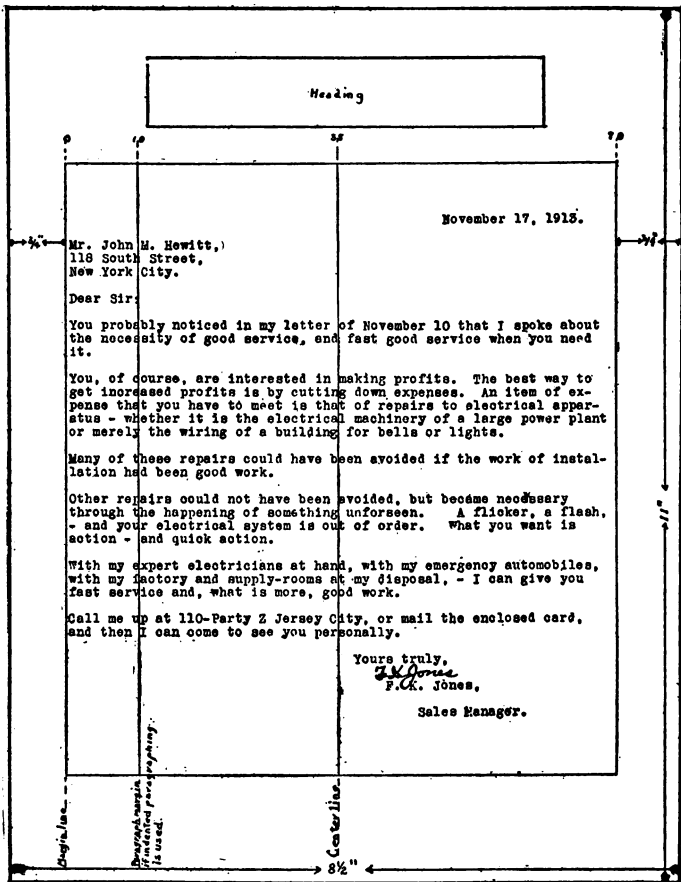 Heading
0 1,0 3,5 7,0
November 17, 1913.
3/4" 3/4"
Mr. John M. Hewitt,
118 South Street,
New York City.
Dear Sir:
You probably noticed in my letter of November 10 that I spoke about
the necessity of good service, and fast good service when you need
it.
You, of course, are interested in making profits. The best way to
get increased profits is by cutting down expenses. An item of ex-
pense that you have to meet is that of repairs to electrical appar-
atus - whether it is the electrical machinery of a large power plant
or merely the wiring of a building for bells or lights.
Many of these repairs could have been avoided if the work of instal-
lation had been good work.
Other repairs could not have been avoided, but became necessary
through the happening of something unforseen. A flicker, a flash,
- and your electrical system is out of order. What you want is
action - and quick action.
With my expert electricians at hand, with my emergency automobiles,
with my factory and supply-rooms at my disposal, - I can give you
fast service and, what is more, good work.
Call me up at 110-Party Z Jersey City, or mail the enclosed card,
and then I can come to see you personally.
Yours truly,
F.K. Jones
F. K. Jones,
Sales Manager.
11"
Margin line
Paragraph margin
if indented paragraphing
is used.
Center line
8½"